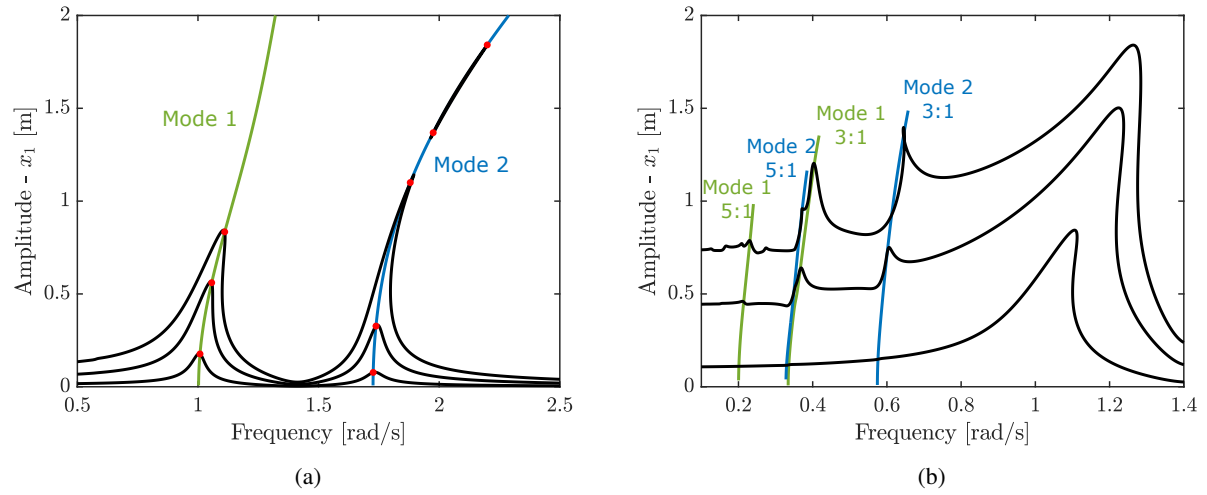 2
1.5
1
0.5
0
Amplitude - x₁ [m]
Mode 1
Mode 2
0.5 1 1.5 2 2.5
Frequency [rad/s]
(a)
2
1.5
1
0.5
0
Amplitude - x₁ [m]
Mode 2
3:1
Mode 1
3:1
Mode 2
5:1
Mode 1
5:1
0.2 0.4 0.6 0.8 1 1.2 1.4
Frequency [rad/s]
(b)